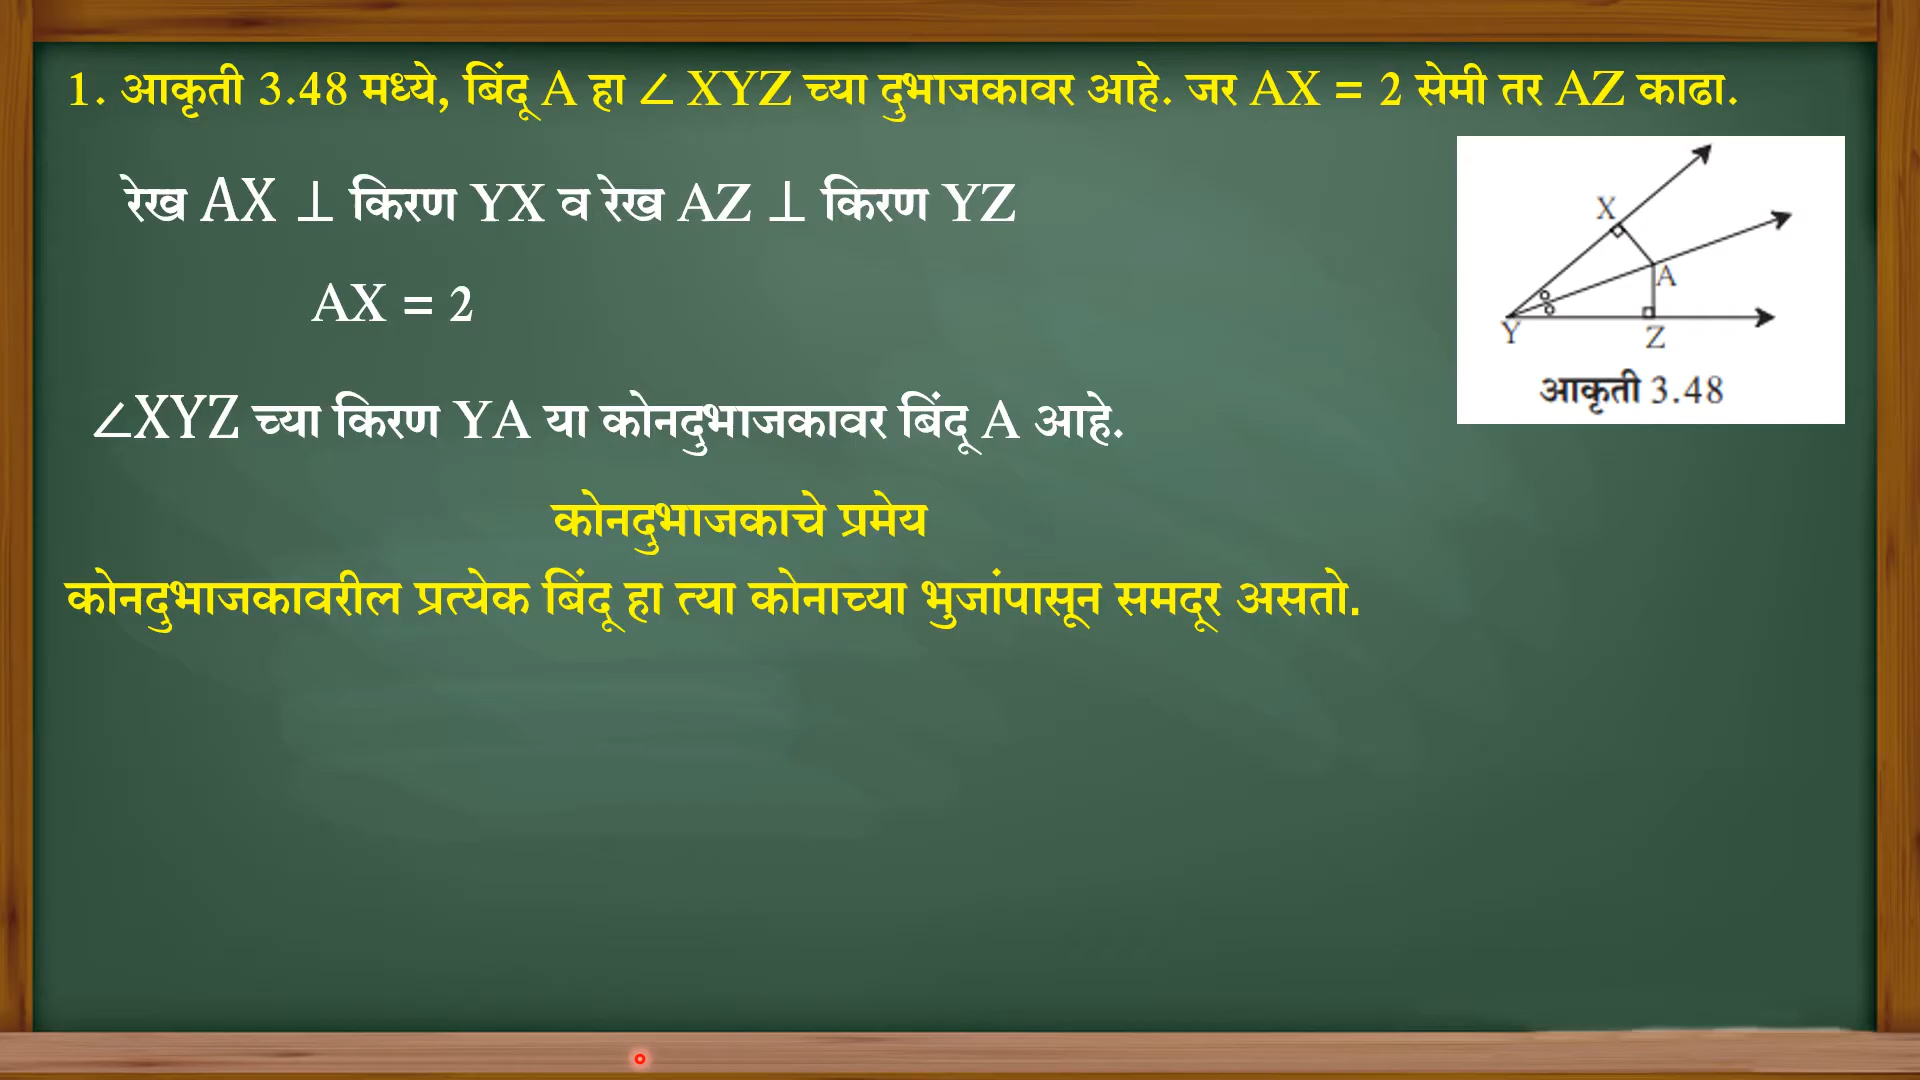 1. आकृती 3.48 मध्ये, बिंदू A हा ∠ XYZ च्या दुभाजकावर आहे. जर AX = 2 सेमी तर AZ काढा.
रेख AX ⊥ किरण YX व रेख AZ ⊥ किरण YZ
AX = 2
∠XYZ च्या किरण YA या कोनदुभाजकावर बिंदू A आहे.
कोनदुभाजकाचे प्रमेय
कोनदुभाजकावरील प्रत्येक बिंदू हा त्या कोनाच्या भुजांपासून समदूर असतो.
X
A
Y
Z
आकृती 3.48